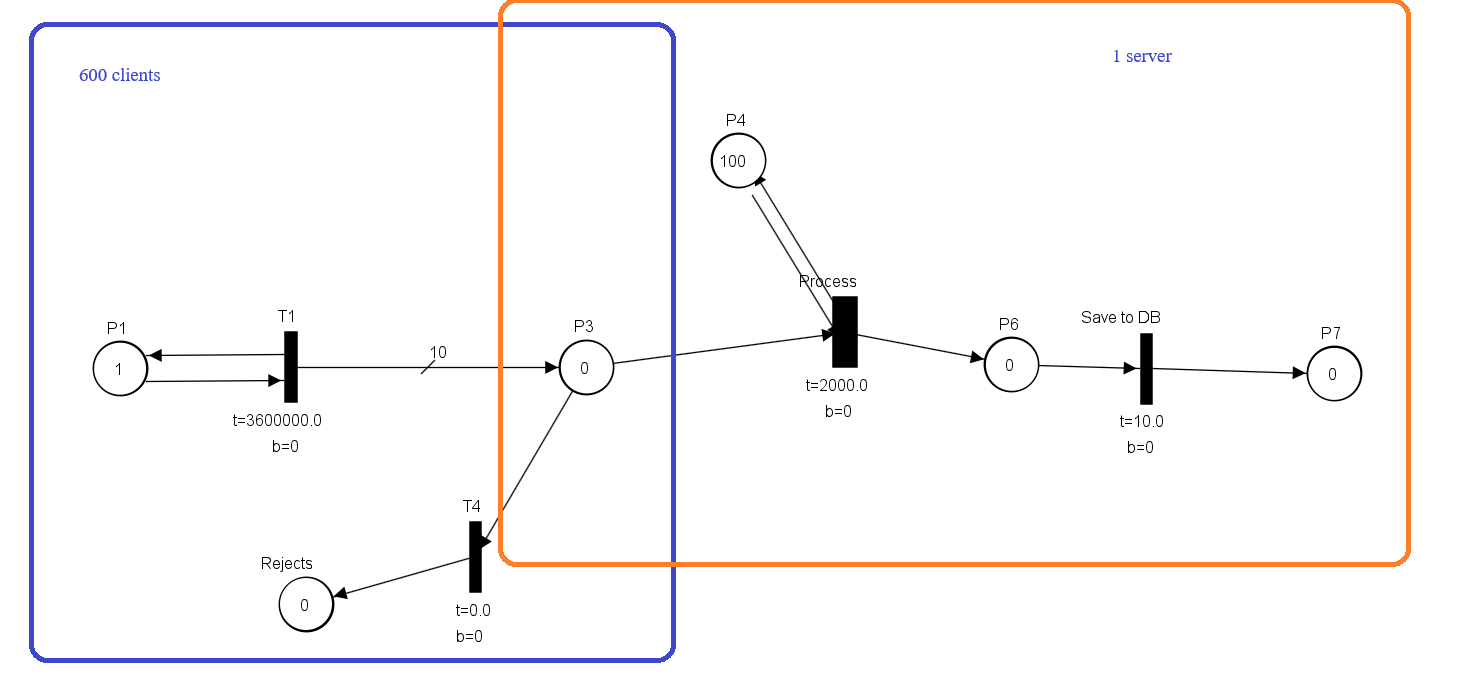 600 clients
1 server
P4
100
Process
t=2000.0
b=0
P1
1
T1
t=3600000.0
b=0
10
P3
0
P6
0
Save to DB
t=10.0
b=0
P7
0
T4
t=0.0
b=0
Rejects
0